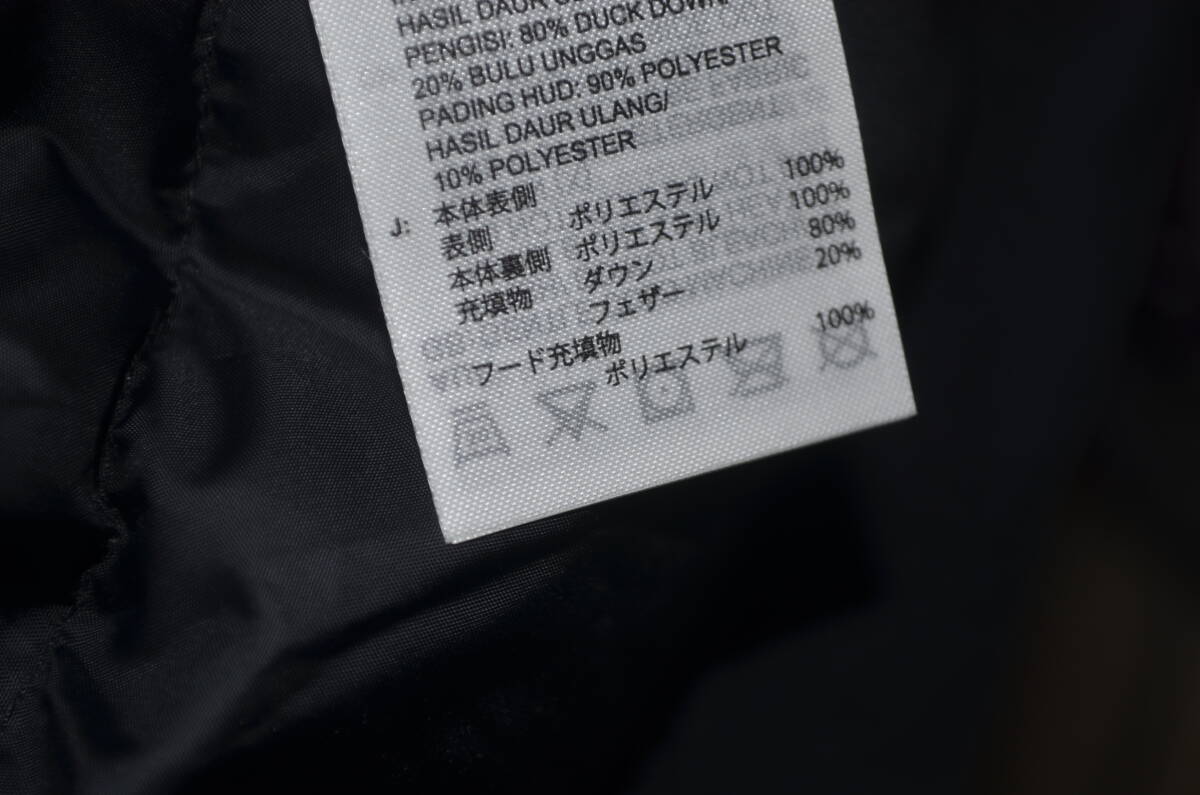 HASIL DAUR
PENGISI: 80% DUCK DOWN/
20% BULU UNGGAS
PADING HUD: 90% POLYESTER
HASIL DAUR ULANG/
10% POLYESTER
J: 本体表側
表側 ポリエステル 100%
本体裏側 ポリエステル 100%
充填物 ダウン 80%
フェザー 20%
フード充填物
ポリエステル 100%